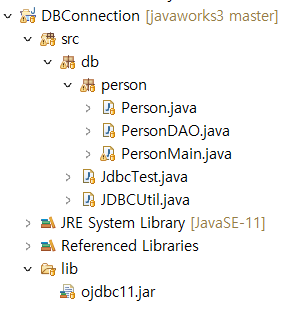 DBConnection [javaworks3 master]
src
db
person
Person.java
PersonDAO.java
PersonMain.java
JdbcTest.java
JDBCUtil.java
JRE System Library [JavaSE-11]
Referenced Libraries
lib
ojdbc11.jar